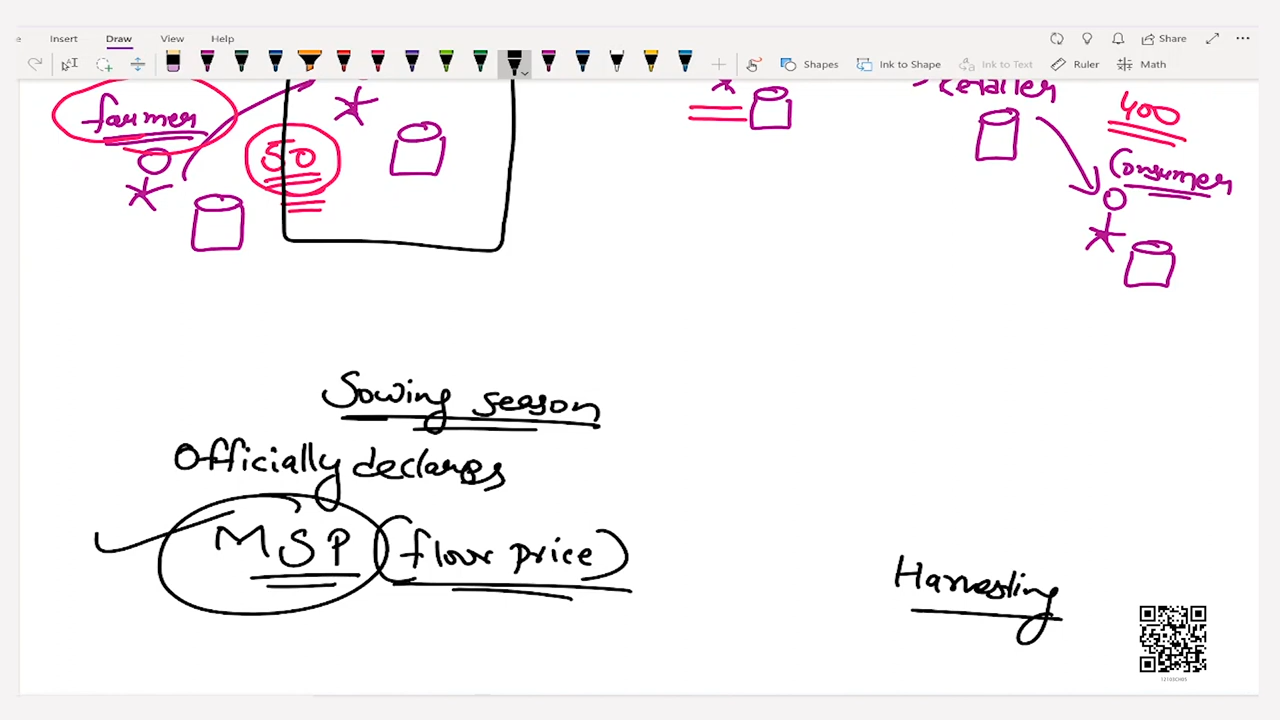 Insert Draw View Help
Share
Shapes Ink to Shape Ink to Text Ruler Math
farmer
50
retailer
400
Consumer
Sowing season
Officially declares
MSP (floor price)
Harvesting
12103CH05